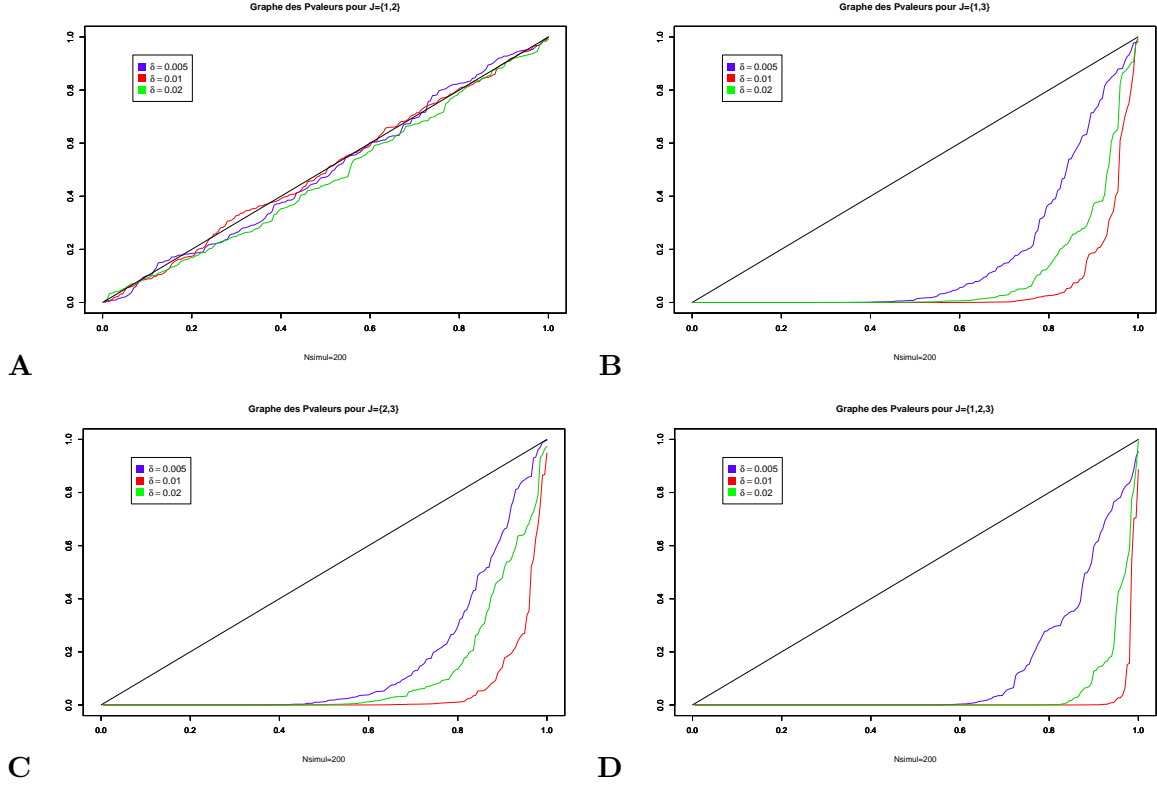 Graphe des Pvaleurs pour J={1,2}
1.0
0.8
0.6
0.4
0.2
0.0
δ = 0.005
δ = 0.01
δ = 0.02
0.0 0.2 0.4 0.6 0.8 1.0
Nsimul=200
A
Graphe des Pvaleurs pour J={1,3}
1.0
0.8
0.6
0.4
0.2
0.0
δ = 0.005
δ = 0.01
δ = 0.02
0.0 0.2 0.4 0.6 0.8 1.0
Nsimul=200
B
Graphe des Pvaleurs pour J={2,3}
1.0
0.8
0.6
0.4
0.2
0.0
δ = 0.005
δ = 0.01
δ = 0.02
0.0 0.2 0.4 0.6 0.8 1.0
Nsimul=200
C
Graphe des Pvaleurs pour J={1,2,3}
1.0
0.8
0.6
0.4
0.2
0.0
δ = 0.005
δ = 0.01
δ = 0.02
0.0 0.2 0.4 0.6 0.8 1.0
Nsimul=200
D